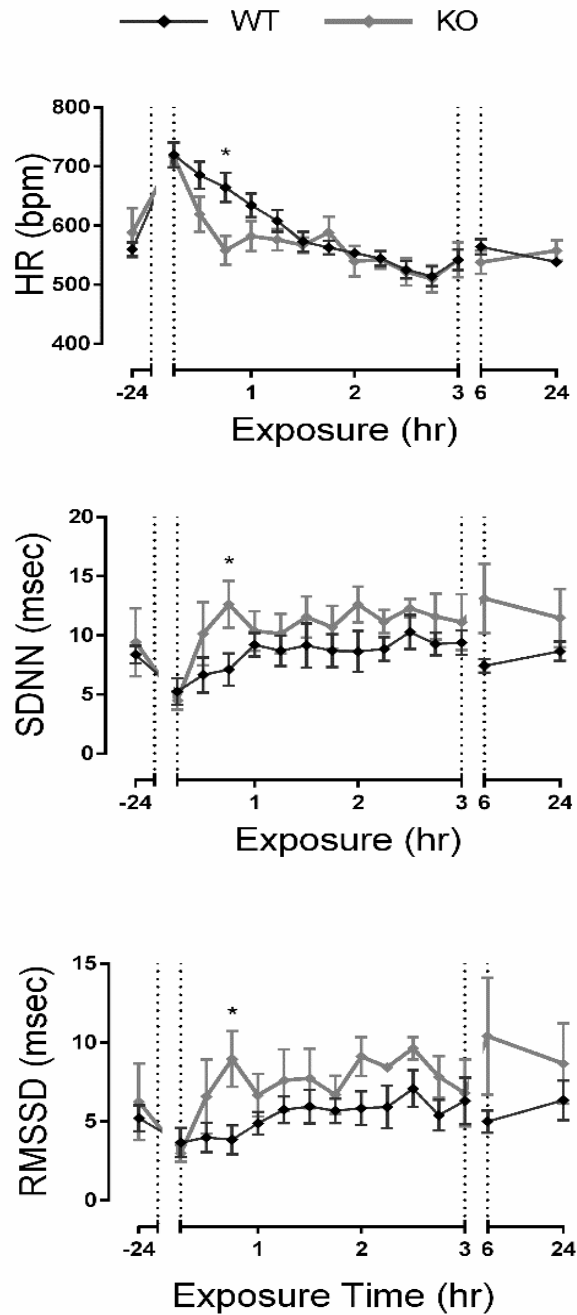 WT KO
800
*
700
HR (bpm)
600
500
400
-24 1 2 3 6 24
Exposure (hr)
20
*
15
SDNN (msec)
10
5
0
-24 1 2 3 6 24
Exposure (hr)
15
*
RMSSD (msec)
10
5
0
-24 1 2 3 6 24
Exposure Time (hr)